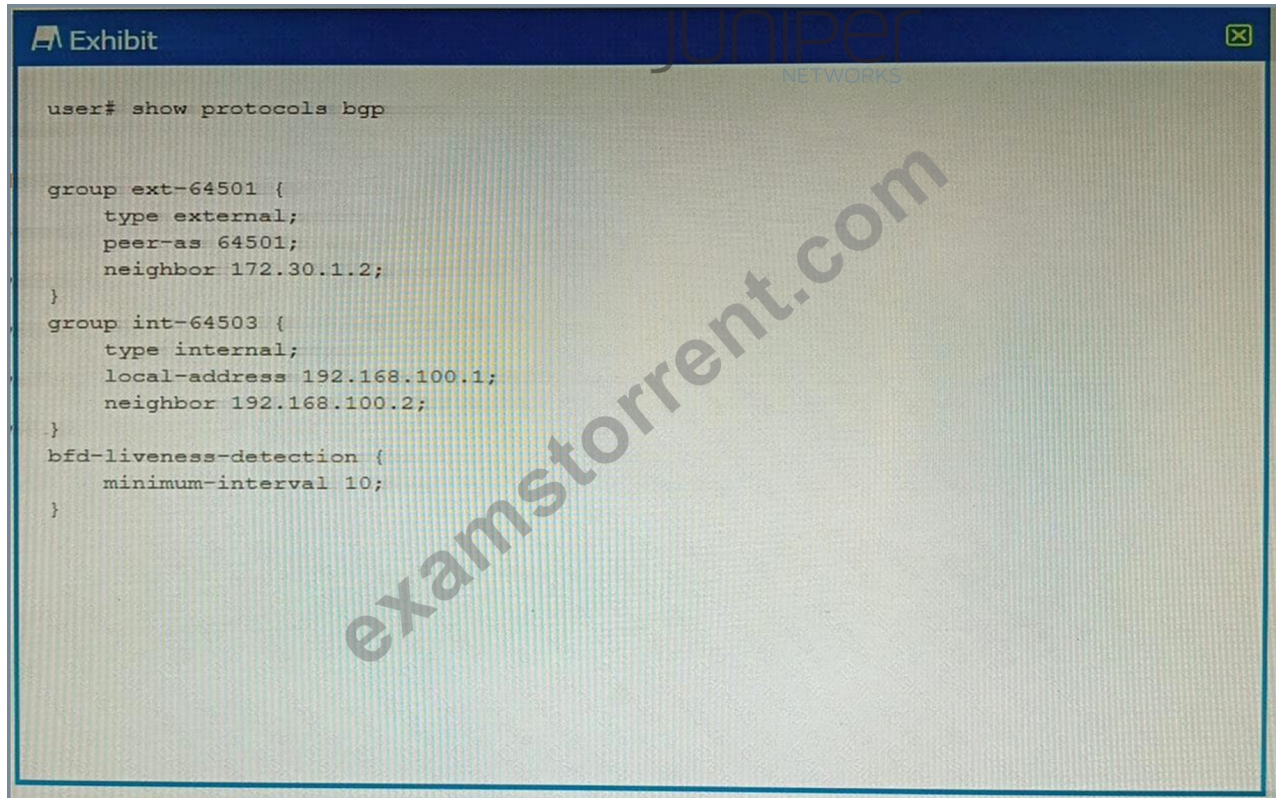 Exhibit
JUNIPER
NETWORKS
user# show protocols bgp
group ext-64501 {
type external;
peer-as 64501;
neighbor 172.30.1.2;
}
group int-64503 {
type internal;
local-address 192.168.100.1;
neighbor 192.168.100.2;
}
bfd-liveness-detection {
minimum-interval 10;
}
examstorrent.com